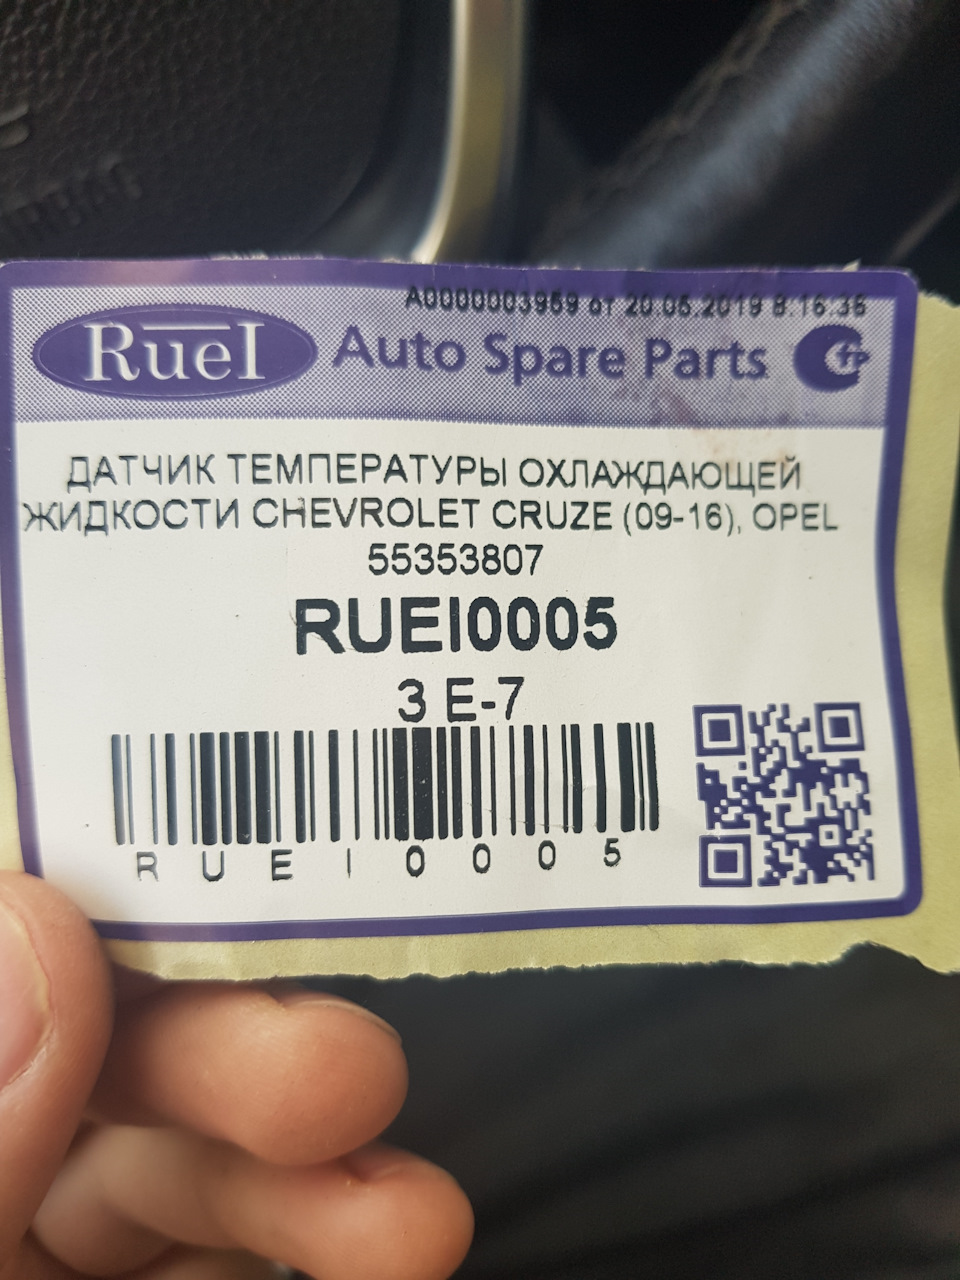 A0000003959 от 20.05.2019 8:16:36
RueI Auto Spare Parts
ДАТЧИК ТЕМПЕРАТУРЫ ОХЛАЖДАЮЩЕЙ
ЖИДКОСТИ CHEVROLET CRUZE (09-16), OPEL
55353807
RUEI0005
3 E-7
R U E I 0 0 0 5